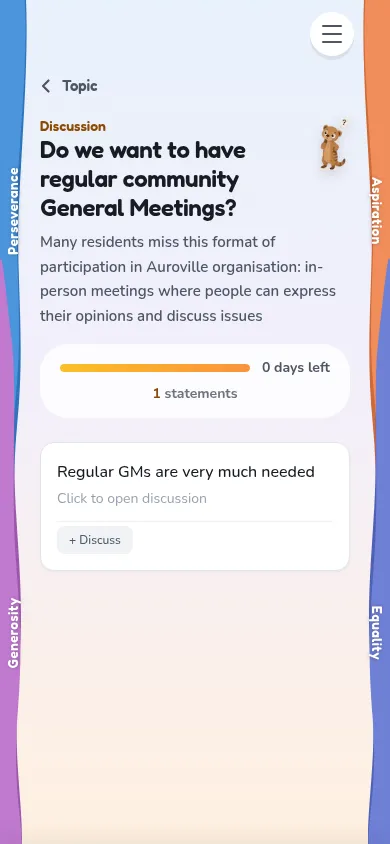 Topic
Discussion
?
Do we want to have
regular community
General Meetings?
Many residents miss this format of
participation in Auroville organisation: in-
person meetings where people can express
their opinions and discuss issues
0 days left
1 statements
Regular GMs are very much needed
Click to open discussion
+ Discuss
Perseverance
Aspiration
Generosity
Equality